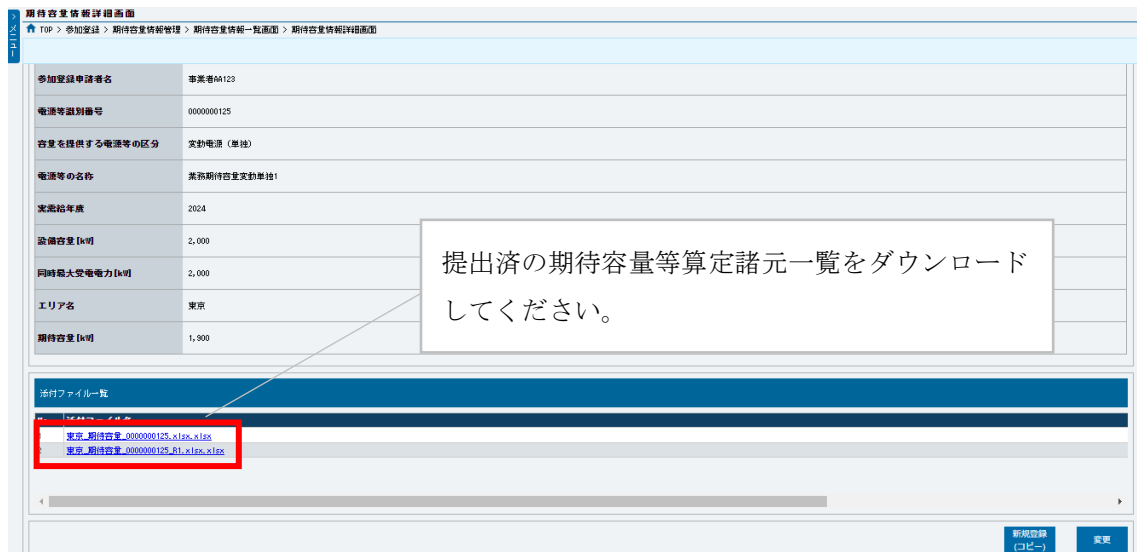 期待容量情報詳細画面
TOP > 参加登録 > 期待容量情報管理 > 期待容量情報一覧画面 > 期待容量情報詳細画面
メニュー
参加登録申請者名 事業者AA123
電源等識別番号 0000000125
容量を提供する電源等の区分 変動電源（単独）
電源等の名称 業務期待容量変動単独1
実需給年度 2024
設備容量[kW] 2,000
同時最大受電電力[kW] 2,000
エリア名 東京
期待容量[kW] 1,900
提出済の期待容量等算定諸元一覧をダウンロード
してください。
添付ファイル一覧
No. 添付ファイル名
1 東京_期待容量_0000000125.xlsx.xlsx
2 東京_期待容量_0000000125_R1.xlsx.xlsx
新規登録
(コピー)
変更